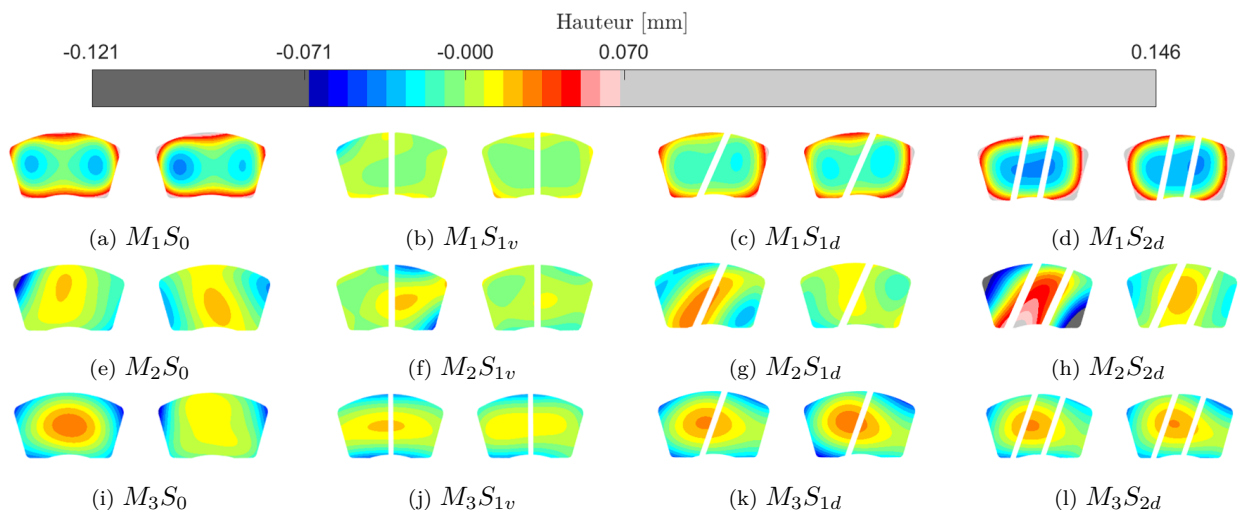 Hauteur [mm]
-0.121 -0.071 -0.000 0.070 0.146
(a) M₁S₀ (b) M₁S₁ᵥ (c) M₁S₁d (d) M₁S₂d
(e) M₂S₀ (f) M₂S₁ᵥ (g) M₂S₁d (h) M₂S₂d
(i) M₃S₀ (j) M₃S₁ᵥ (k) M₃S₁d (l) M₃S₂d